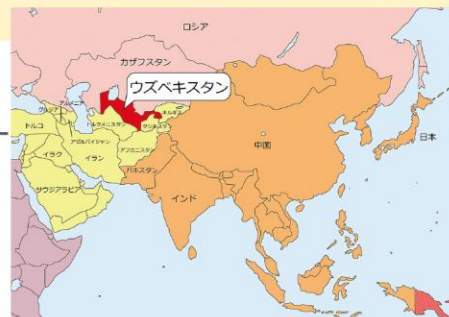 ロシア
カザフスタン
ウズベキスタン
アルメニア
キルギス
トルコ
トルクメニスタン
タジキスタン
アゼルバイジャン
イラク
イラン
アフガニスタン
中国
日本
パキスタン
サウジアラビア
インド